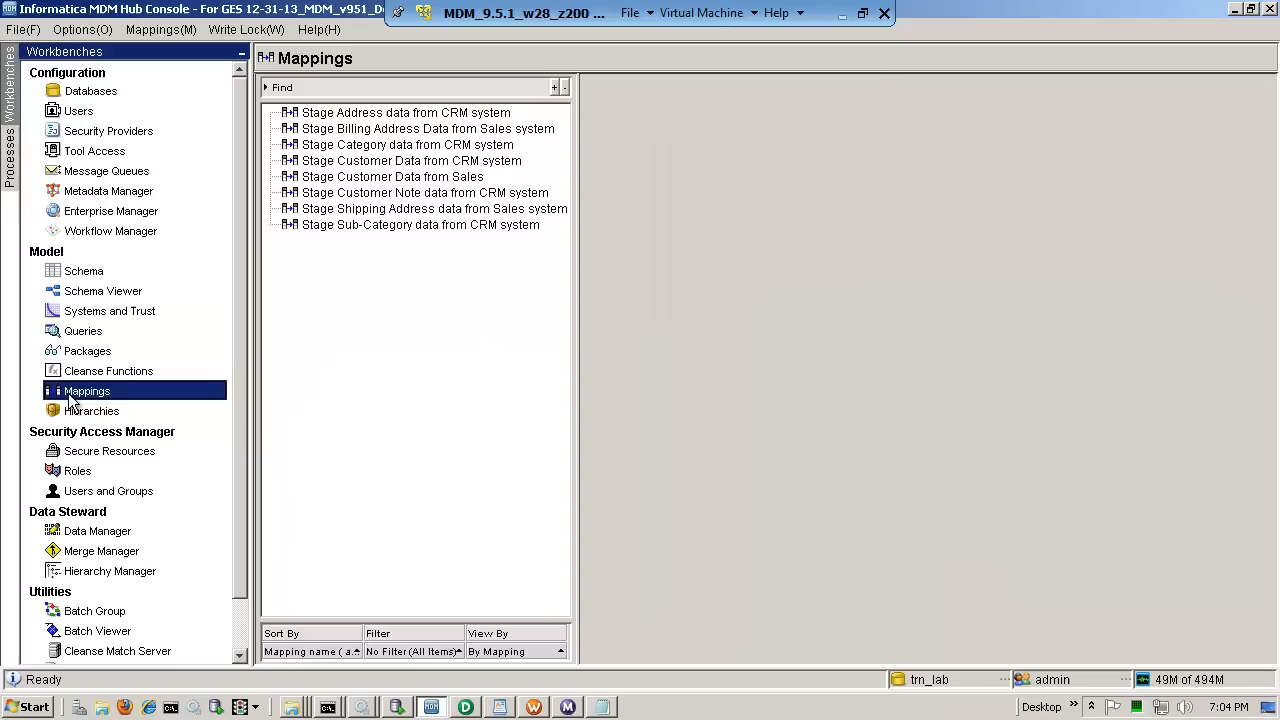 Informatica MDM Hub Console - For GES 12-31-13_MDM_v951_D
MDM_9.5.1_w28_z200 ... File Virtual Machine Help
File(F) Options(O) Mappings(M) Write Lock(W) Help(H)
Workbenches
Processes
Workbenches
Configuration
Databases
Users
Security Providers
Tool Access
Message Queues
Metadata Manager
Enterprise Manager
Workflow Manager
Model
Schema
Schema Viewer
Systems and Trust
Queries
Packages
Cleanse Functions
Mappings
Hierarchies
Security Access Manager
Secure Resources
Roles
Users and Groups
Data Steward
Data Manager
Merge Manager
Hierarchy Manager
Utilities
Batch Group
Batch Viewer
Cleanse Match Server
Mappings
Find + -
Stage Address data from CRM system
Stage Billing Address Data from Sales system
Stage Category data from CRM system
Stage Customer Data from CRM system
Stage Customer Data from Sales
Stage Customer Note data from CRM system
Stage Shipping Address data from Sales system
Stage Sub-Category data from CRM system
Sort By Filter View By
Mapping name ( a... No Filter (All Items) By Mapping
Ready trn_lab ... admin ... 49M of 494M
Start Desktop » 7:04 PM